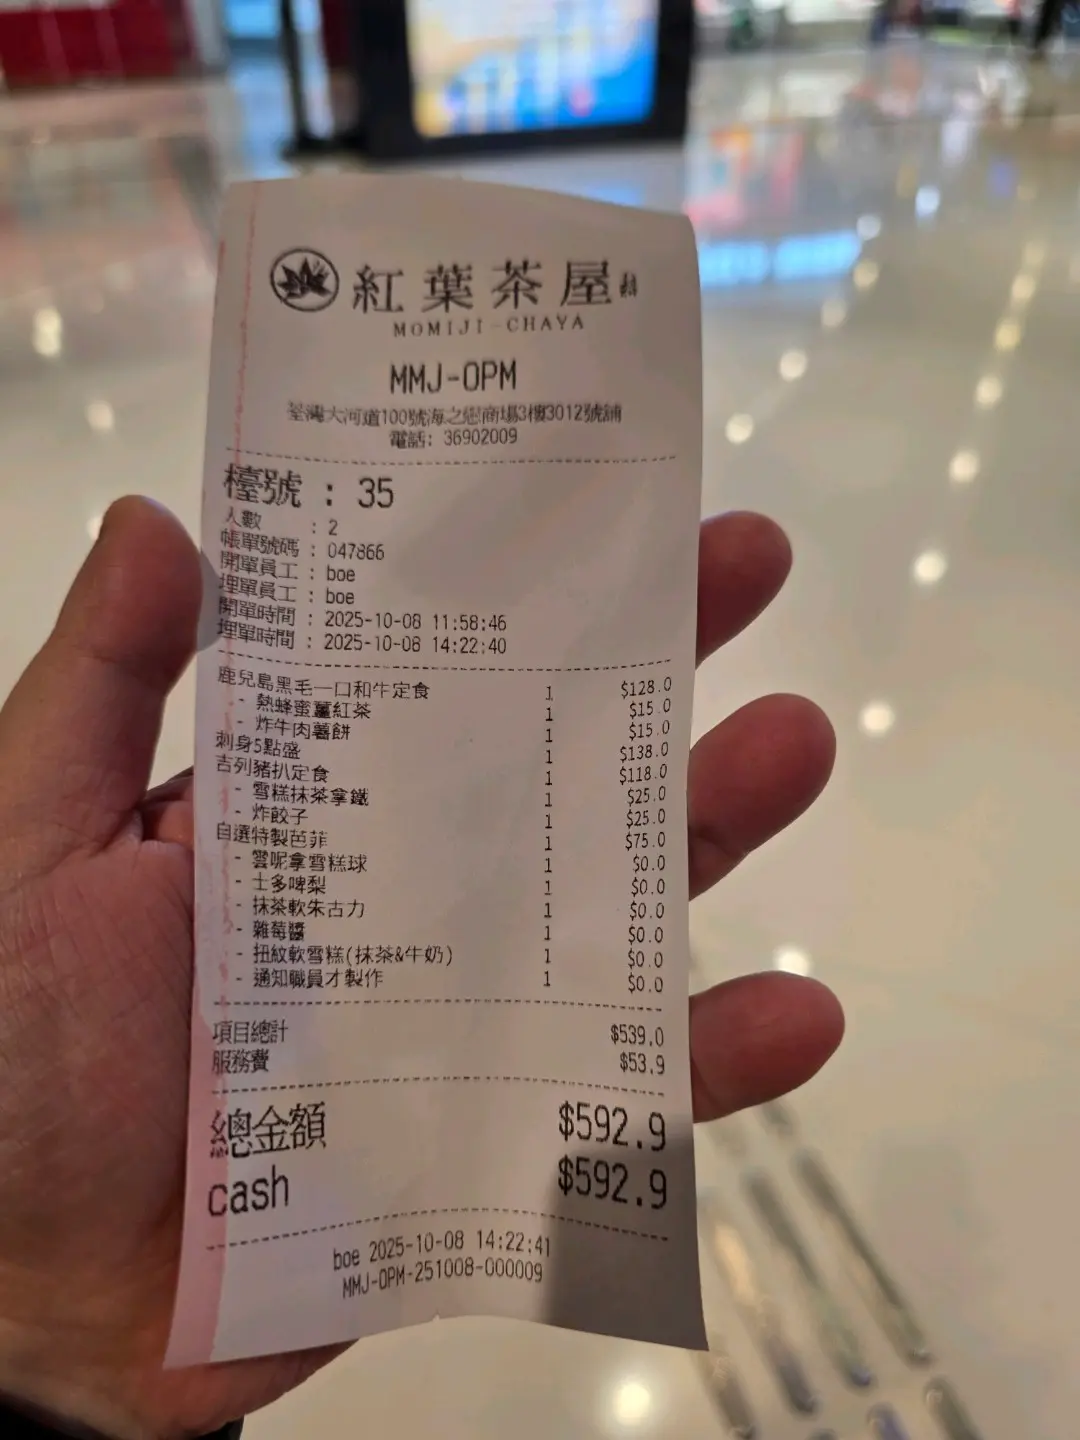 紅葉茶屋
MOMIJI-CHAYA
MMJ-OPM
荃灣大河道100號海之戀商場3樓3012號舖
電話: 36902009
檯號 : 35
人數 : 2
帳單號碼 : 047866
開單員工 : boe
埋單員工 : boe
開單時間 : 2025-10-08 11:58:46
埋單時間 : 2025-10-08 14:22:40
鹿兒島黑毛一口和牛定食 1 $128.0
- 熱蜂蜜薑紅茶 1 $15.0
- 炸牛肉薯餅 1 $15.0
刺身5點盛 1 $138.0
吉列豬扒定食 1 $118.0
- 雪糕抹茶拿鐵 1 $25.0
- 炸餃子 1 $25.0
自選特製芭菲 1 $75.0
- 雲呢拿雪糕球 1 $0.0
- 士多啤梨 1 $0.0
- 抹茶軟朱古力 1 $0.0
- 雜莓醬 1 $0.0
- 扭紋軟雪糕(抹茶&牛奶) 1 $0.0
- 通知職員才製作 1 $0.0
項目總計 $539.0
服務費 $53.9
總金額 $592.9
cash $592.9
boe 2025-10-08 14:22:41
MMJ-OPM-251008-000009